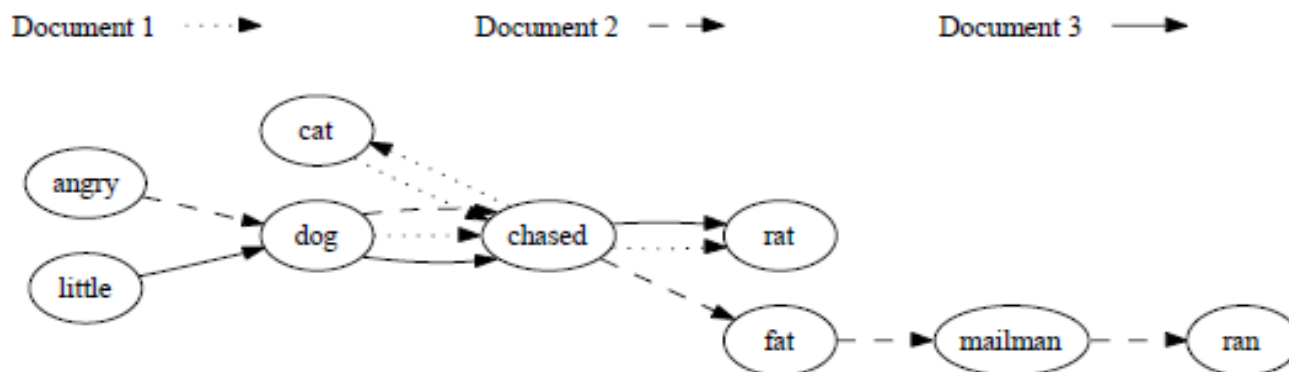 Document 1 Document 2 Document 3
cat
angry
dog chased rat
little
fat mailman ran